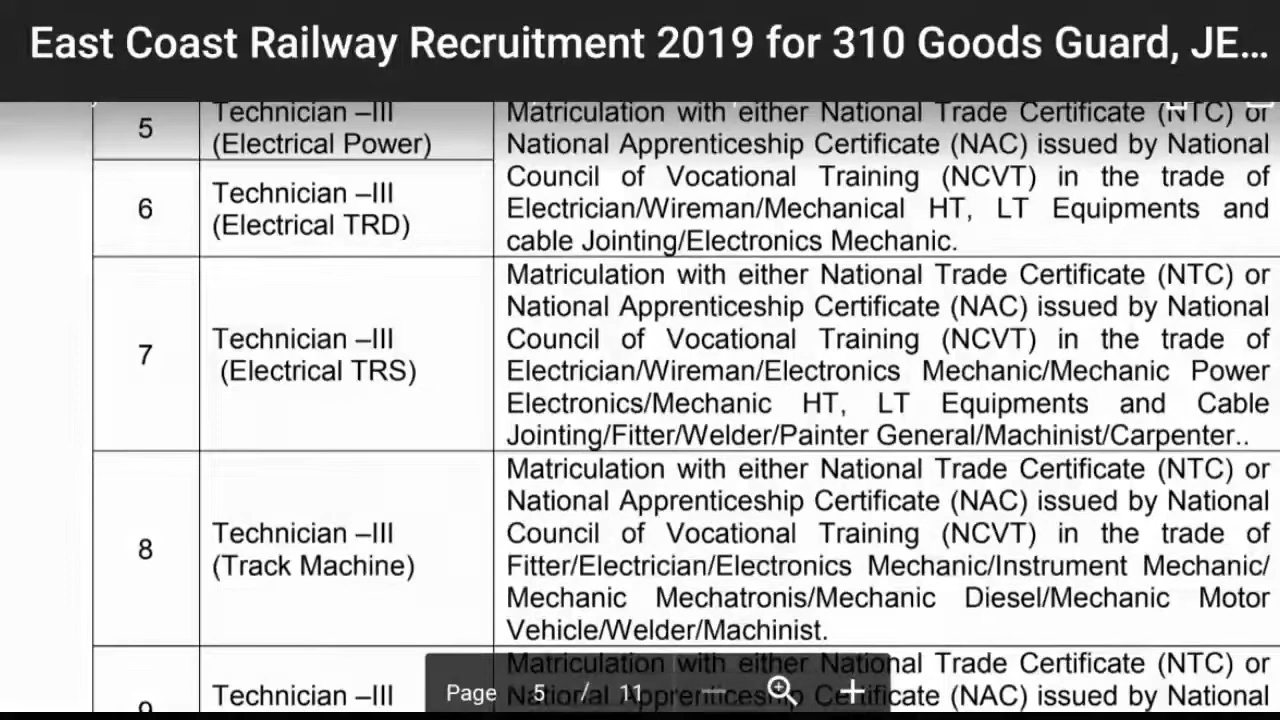 East Coast Railway Recruitment 2019 for 310 Goods Guard, JE...
5
Technician –III
(Electrical Power)
Matriculation with either National Trade Certificate (NTC) or
National Apprenticeship Certificate (NAC) issued by National
Council of Vocational Training (NCVT) in the trade of
Electrician/Wireman/Mechanical HT, LT Equipments and
cable Jointing/Electronics Mechanic.
6
Technician –III
(Electrical TRD)
7
Technician –III
(Electrical TRS)
Matriculation with either National Trade Certificate (NTC) or
National Apprenticeship Certificate (NAC) issued by National
Council of Vocational Training (NCVT) in the trade of
Electrician/Wireman/Electronics Mechanic/Mechanic Power
Electronics/Mechanic HT, LT Equipments and Cable
Jointing/Fitter/Welder/Painter General/Machinist/Carpenter..
8
Technician –III
(Track Machine)
Matriculation with either National Trade Certificate (NTC) or
National Apprenticeship Certificate (NAC) issued by National
Council of Vocational Training (NCVT) in the trade of
Fitter/Electrician/Electronics Mechanic/Instrument Mechanic/
Mechanic Mechatronis/Mechanic Diesel/Mechanic Motor
Vehicle/Welder/Machinist.
9
Technician –III
Matriculation with either National Trade Certificate (NTC) or
National Apprenticeship Certificate (NAC) issued by National
Page 5 / 11